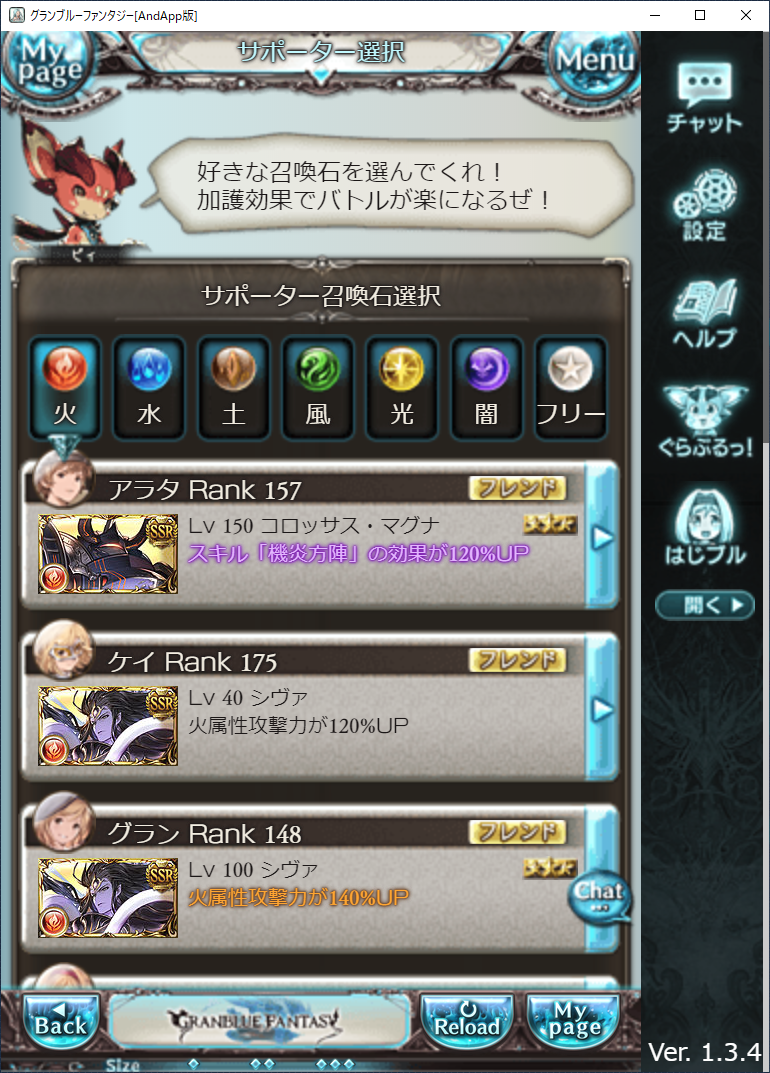 グランブルーファンタジー[AndApp版]
My page
サポーター選択
Menu
好きな召喚石を選んでくれ!
加護効果でバトルが楽になるぜ!
ビィ
サポーター召喚石選択
火 水 土 風 光 闇 フリー
アラタ Rank 157 フレンド
SSR
Lv 150 コロッサス・マグナ
スキル「機炎方陣」の効果が120%UP
ケイ Rank 175 フレンド
SSR
Lv 40 シヴァ
火属性攻撃力が120%UP
グラン Rank 148 フレンド
SSR
Lv 100 シヴァ
火属性攻撃力が140%UP
Chat
Back
GRANBLUE FANTASY
Reload
My page
Size
チャット
設定
ヘルプ
ぐらぶるっ!
はじブル
開く
Ver. 1.3.4